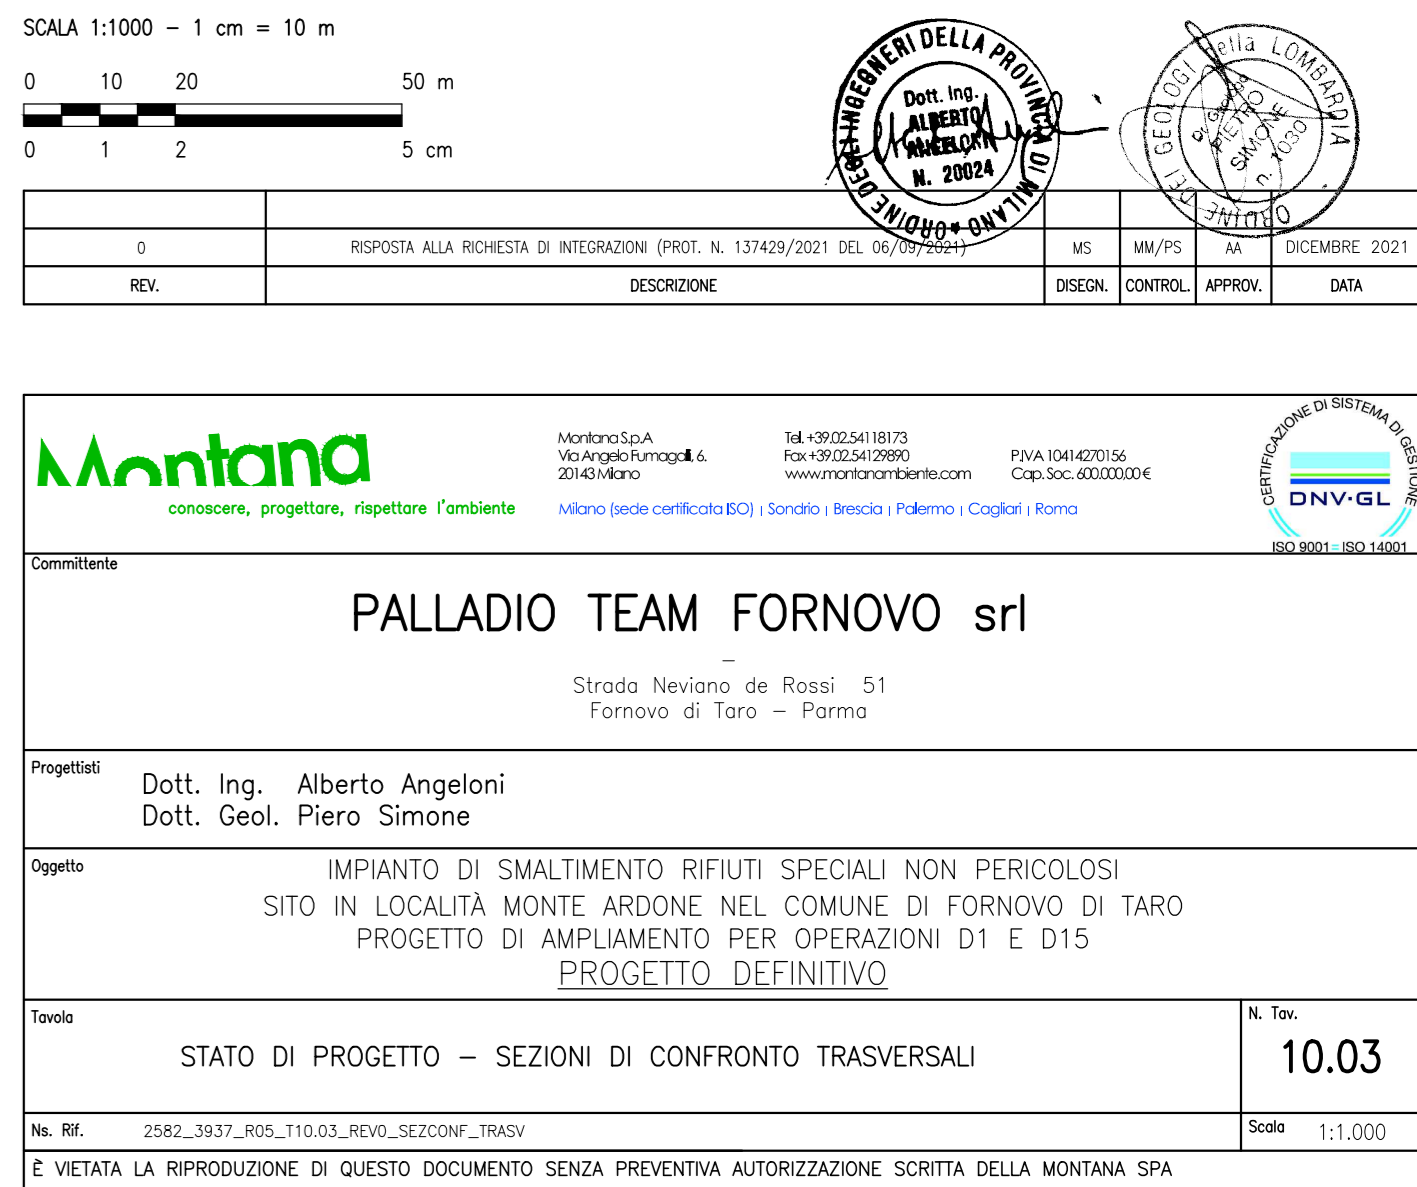 SCALA 1:1000 – 1 cm = 10 m
0 10 20 50 m
0 1 2 5 cm
ORDINE DEGLI INGEGNERI DELLA PROVINCIA DI MILANO
Dott. Ing.
ALBERTO
ANGELONI
N. 20024
ORDINE DEI GEOLOGI della LOMBARDIA
PIETRO
SIMONE
n. 1030
0 RISPOSTA ALLA RICHIESTA DI INTEGRAZIONI (PROT. N. 137429/2021 DEL 06/09/2021) MS MM/PS AA DICEMBRE 2021
REV. DESCRIZIONE DISEGN. CONTROL. APPROV. DATA
Montana
conoscere, progettare, rispettare l'ambiente
Montana S.p.A Tel. +39.02.54118173
Via Angelo Fumagalli, 6. Fax +39.02.54129890 P.IVA 10414270156
20143 Milano www.montanambiente.com Cap. Soc. 600.000,00 €
Milano (sede certificata ISO) | Sondrio | Brescia | Palermo | Cagliari | Roma
CERTIFICAZIONE DI SISTEMA DI GESTIONE
DNV·GL
ISO 9001 = ISO 14001
Committente
PALLADIO TEAM FORNOVO srl
–
Strada Neviano de Rossi 51
Fornovo di Taro – Parma
Progettisti
Dott. Ing. Alberto Angeloni
Dott. Geol. Piero Simone
Oggetto
IMPIANTO DI SMALTIMENTO RIFIUTI SPECIALI NON PERICOLOSI
SITO IN LOCALITÀ MONTE ARDONE NEL COMUNE DI FORNOVO DI TARO
PROGETTO DI AMPLIAMENTO PER OPERAZIONI D1 E D15
PROGETTO DEFINITIVO
Tavola
STATO DI PROGETTO – SEZIONI DI CONFRONTO TRASVERSALI
N. Tav.
10.03
Ns. Rif. 2582_3937_R05_T10.03_REV0_SEZCONF_TRASV
Scala 1:1.000
È VIETATA LA RIPRODUZIONE DI QUESTO DOCUMENTO SENZA PREVENTIVA AUTORIZZAZIONE SCRITTA DELLA MONTANA SPA